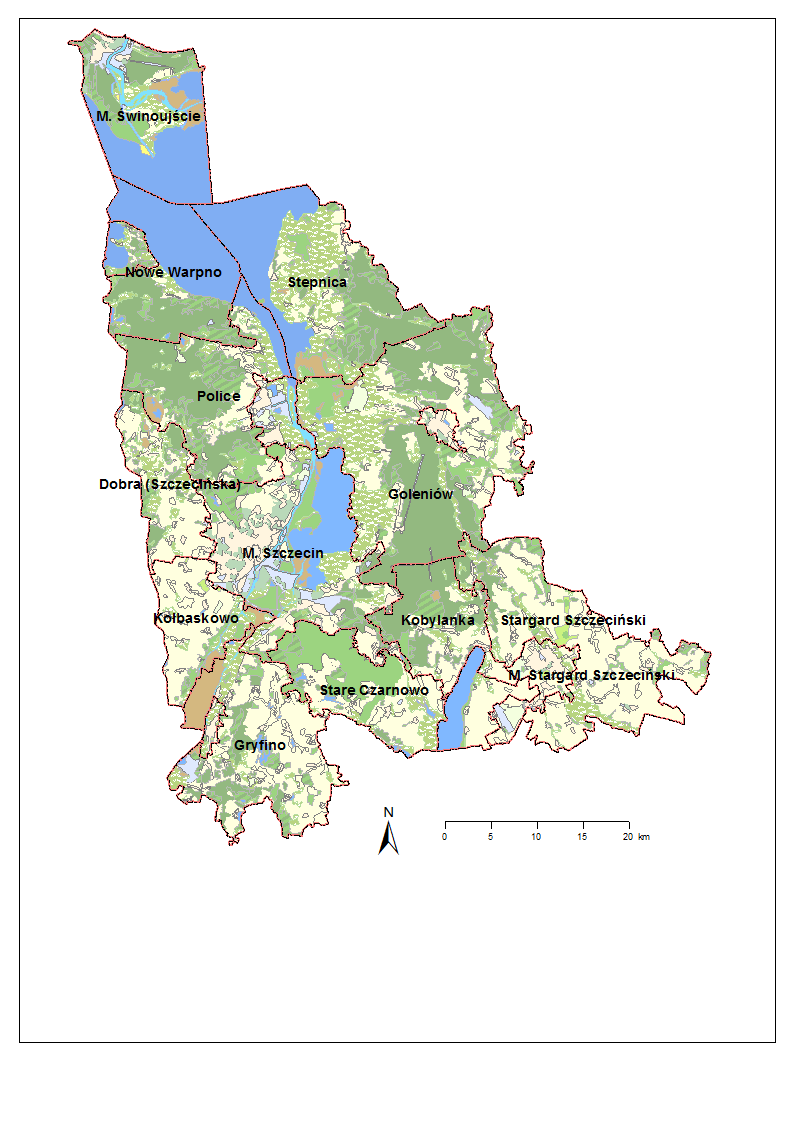 M. Świnoujście
Nowe Warpno
Stepnica
Police
Dobra (Szczecińska)
Goleniów
M. Szczecin
Kołbaskowo
Kobylanka
Stargard Szczeciński
M. Stargard Szczeciński
Stare Czarnowo
Gryfino
N
0 5 10 15 20 km